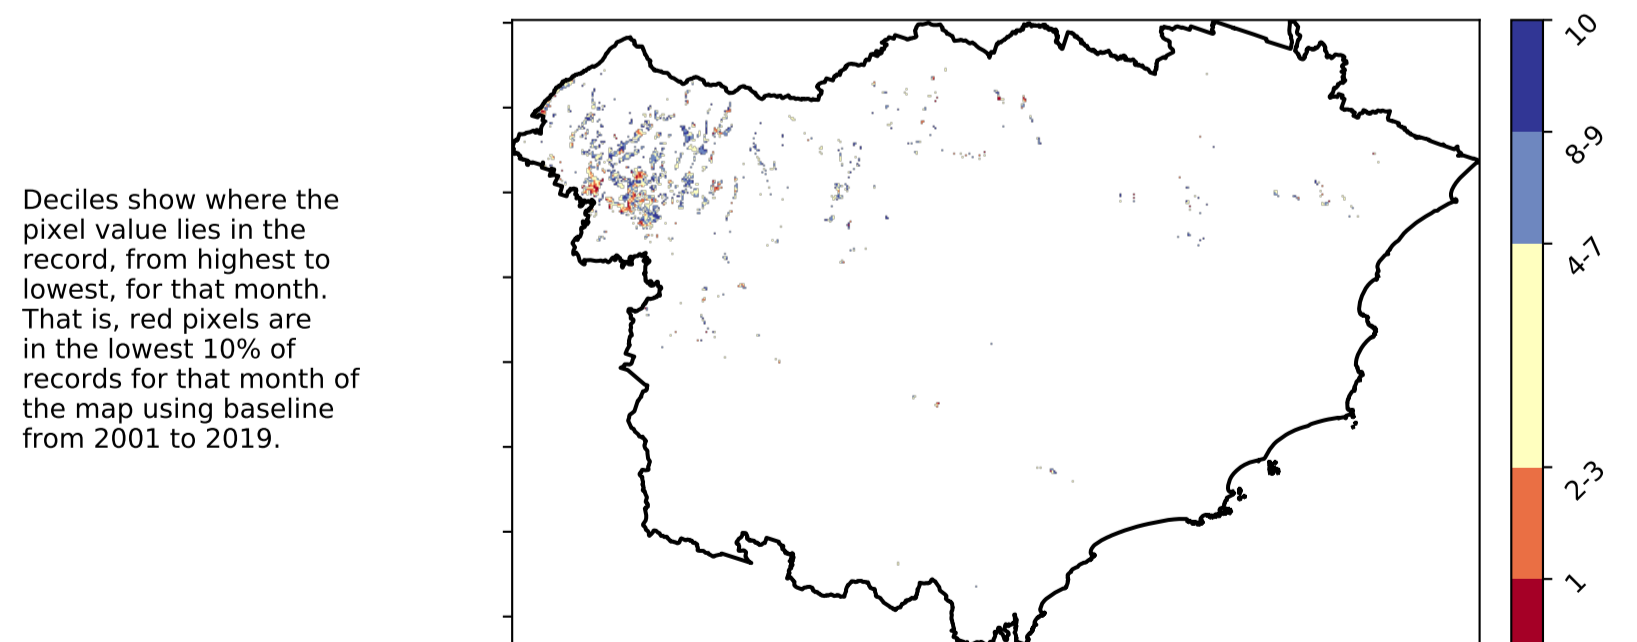 Deciles show where the
pixel value lies in the
record, from highest to
lowest, for that month.
That is, red pixels are
in the lowest 10% of
records for that month of
the map using baseline
from 2001 to 2019.
10
8-9
4-7
2-3
1